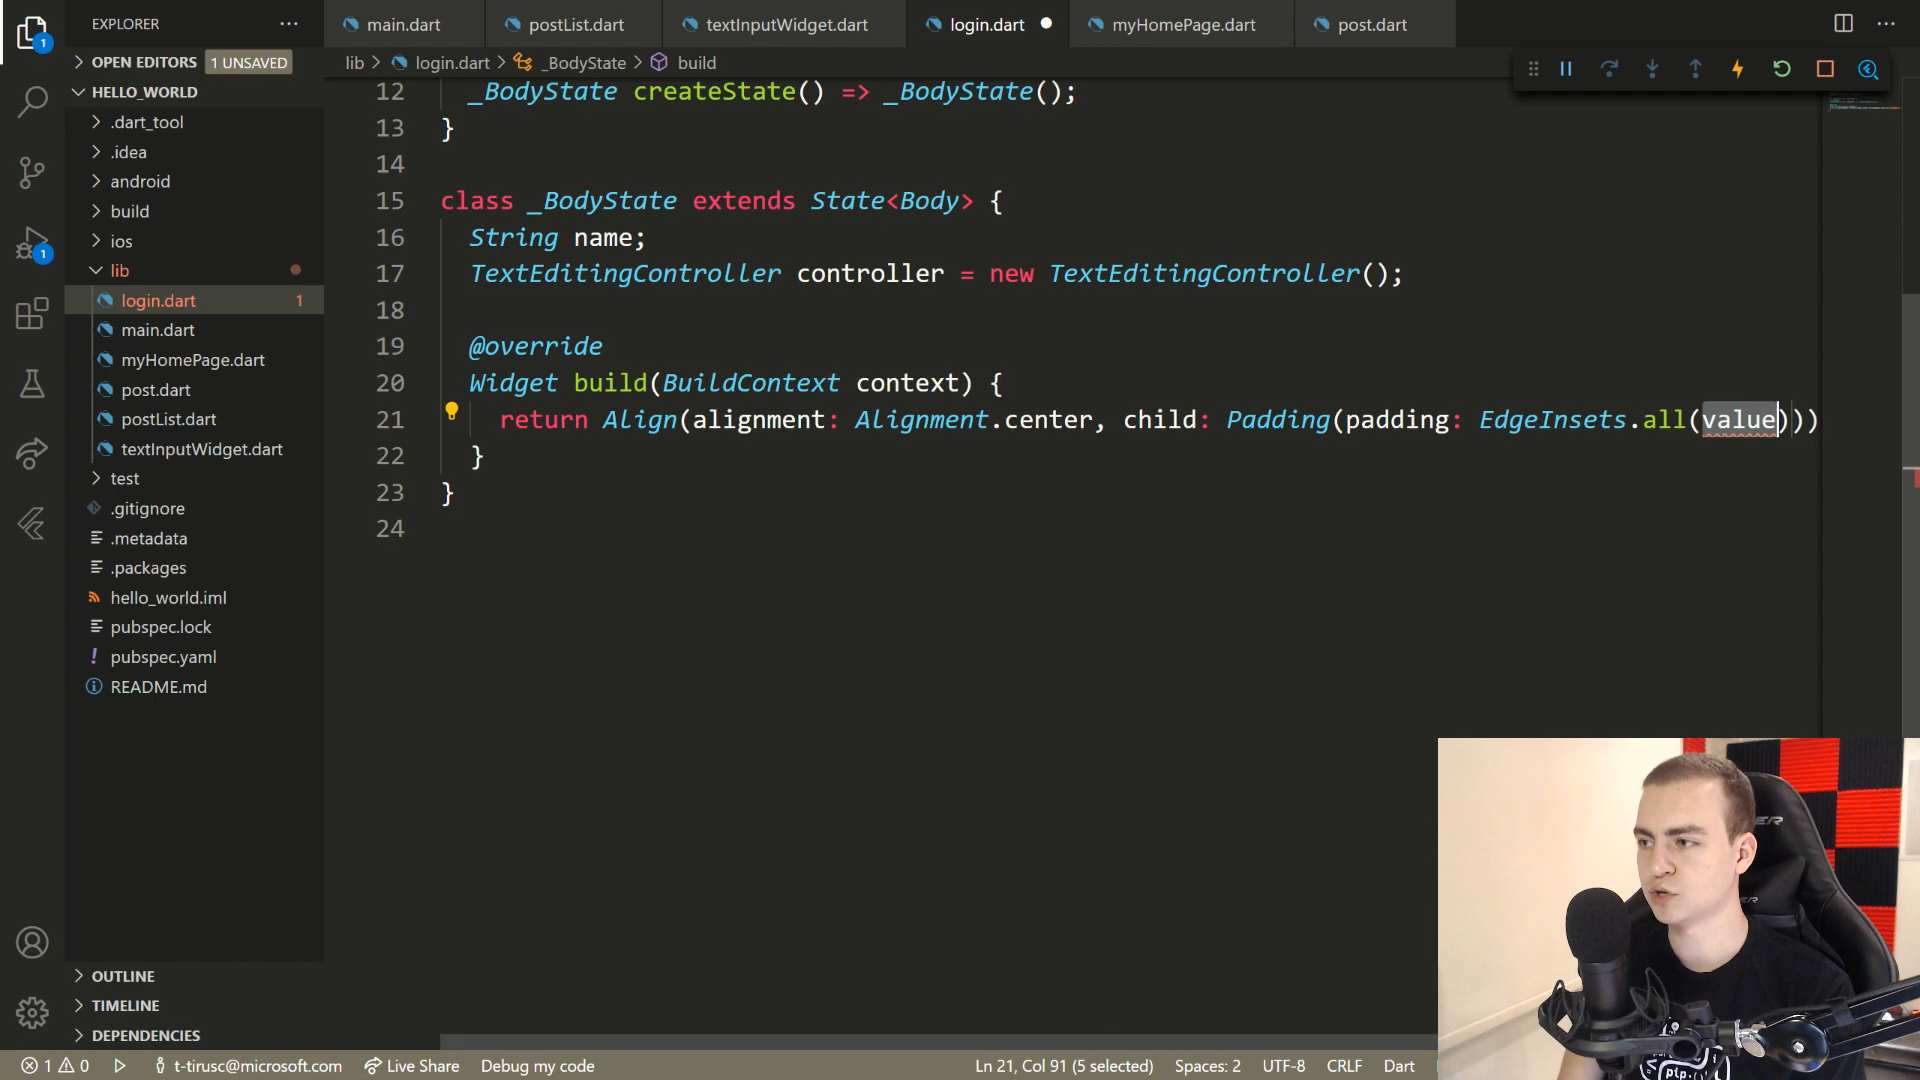 EXPLORER
main.dart
postList.dart
textInputWidget.dart
login.dart
myHomePage.dart
post.dart
OPEN EDITORS 1 UNSAVED
HELLO_WORLD
.dart_tool
.idea
android
build
ios
lib
login.dart 1
main.dart
myHomePage.dart
post.dart
postList.dart
textInputWidget.dart
test
.gitignore
.metadata
.packages
hello_world.iml
pubspec.lock
pubspec.yaml
README.md
OUTLINE
TIMELINE
DEPENDENCIES
lib > login.dart > _BodyState > build
12 _BodyState createState() => _BodyState();
13 }
14
15 class _BodyState extends State<Body> {
16 String name;
17 TextEditingController controller = new TextEditingController();
18
19 @override
20 Widget build(BuildContext context) {
21 return Align(alignment: Alignment.center, child: Padding(padding: EdgeInsets.all(value)))
22 }
23 }
24
1 0 t-tirusc@microsoft.com Live Share Debug my code Ln 21, Col 91 (5 selected) Spaces: 2 UTF-8 CRLF Dart